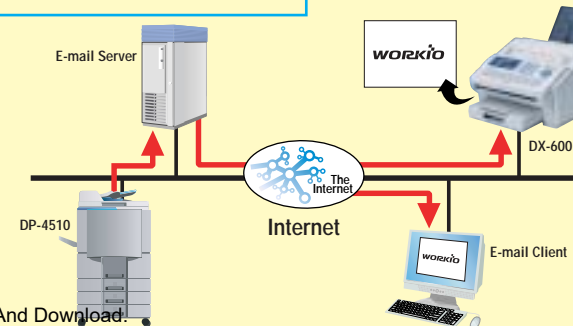 E-mail Server
WORKiO
DX-600
The
Internet
Internet
DP-4510
WORKiO
E-mail Client
And Download.